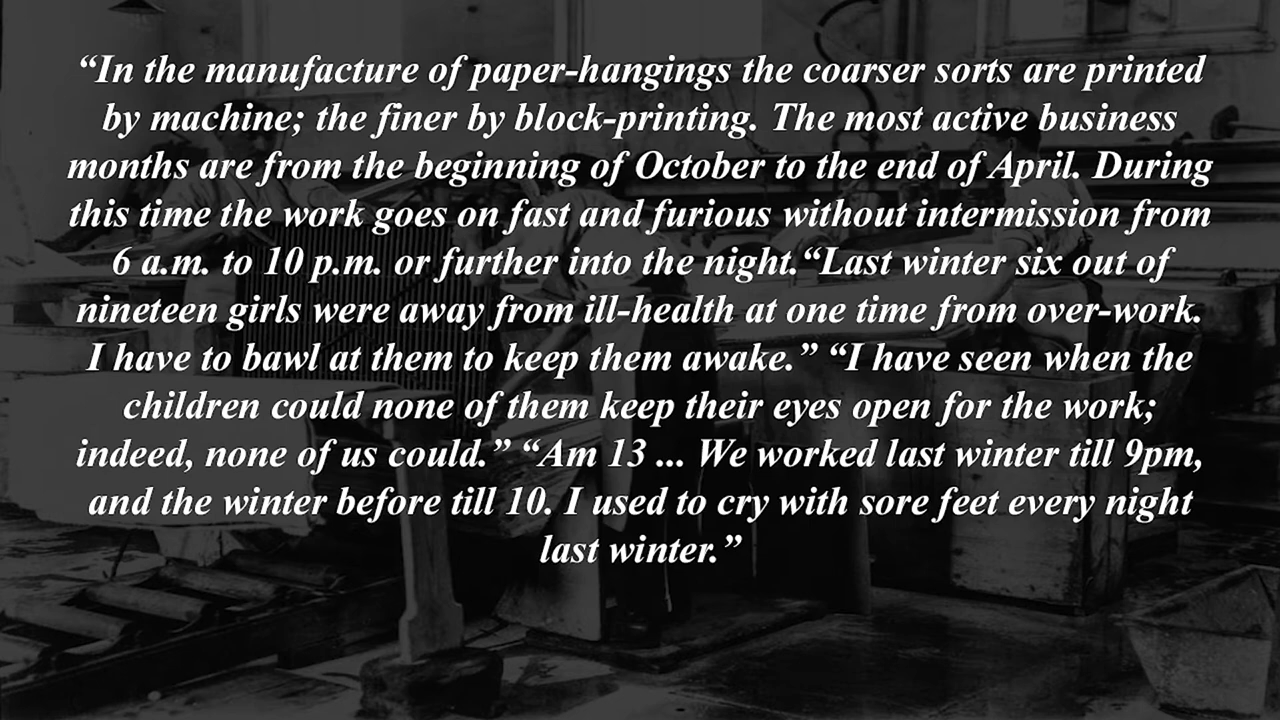 “In the manufacture of paper-hangings the coarser sorts are printed
by machine; the finer by block-printing. The most active business
months are from the beginning of October to the end of April. During
this time the work goes on fast and furious without intermission from
6 a.m. to 10 p.m. or further into the night.“Last winter six out of
nineteen girls were away from ill-health at one time from over-work.
I have to bawl at them to keep them awake.” “I have seen when the
children could none of them keep their eyes open for the work;
indeed, none of us could.” “Am 13 ... We worked last winter till 9pm,
and the winter before till 10. I used to cry with sore feet every night
last winter.”